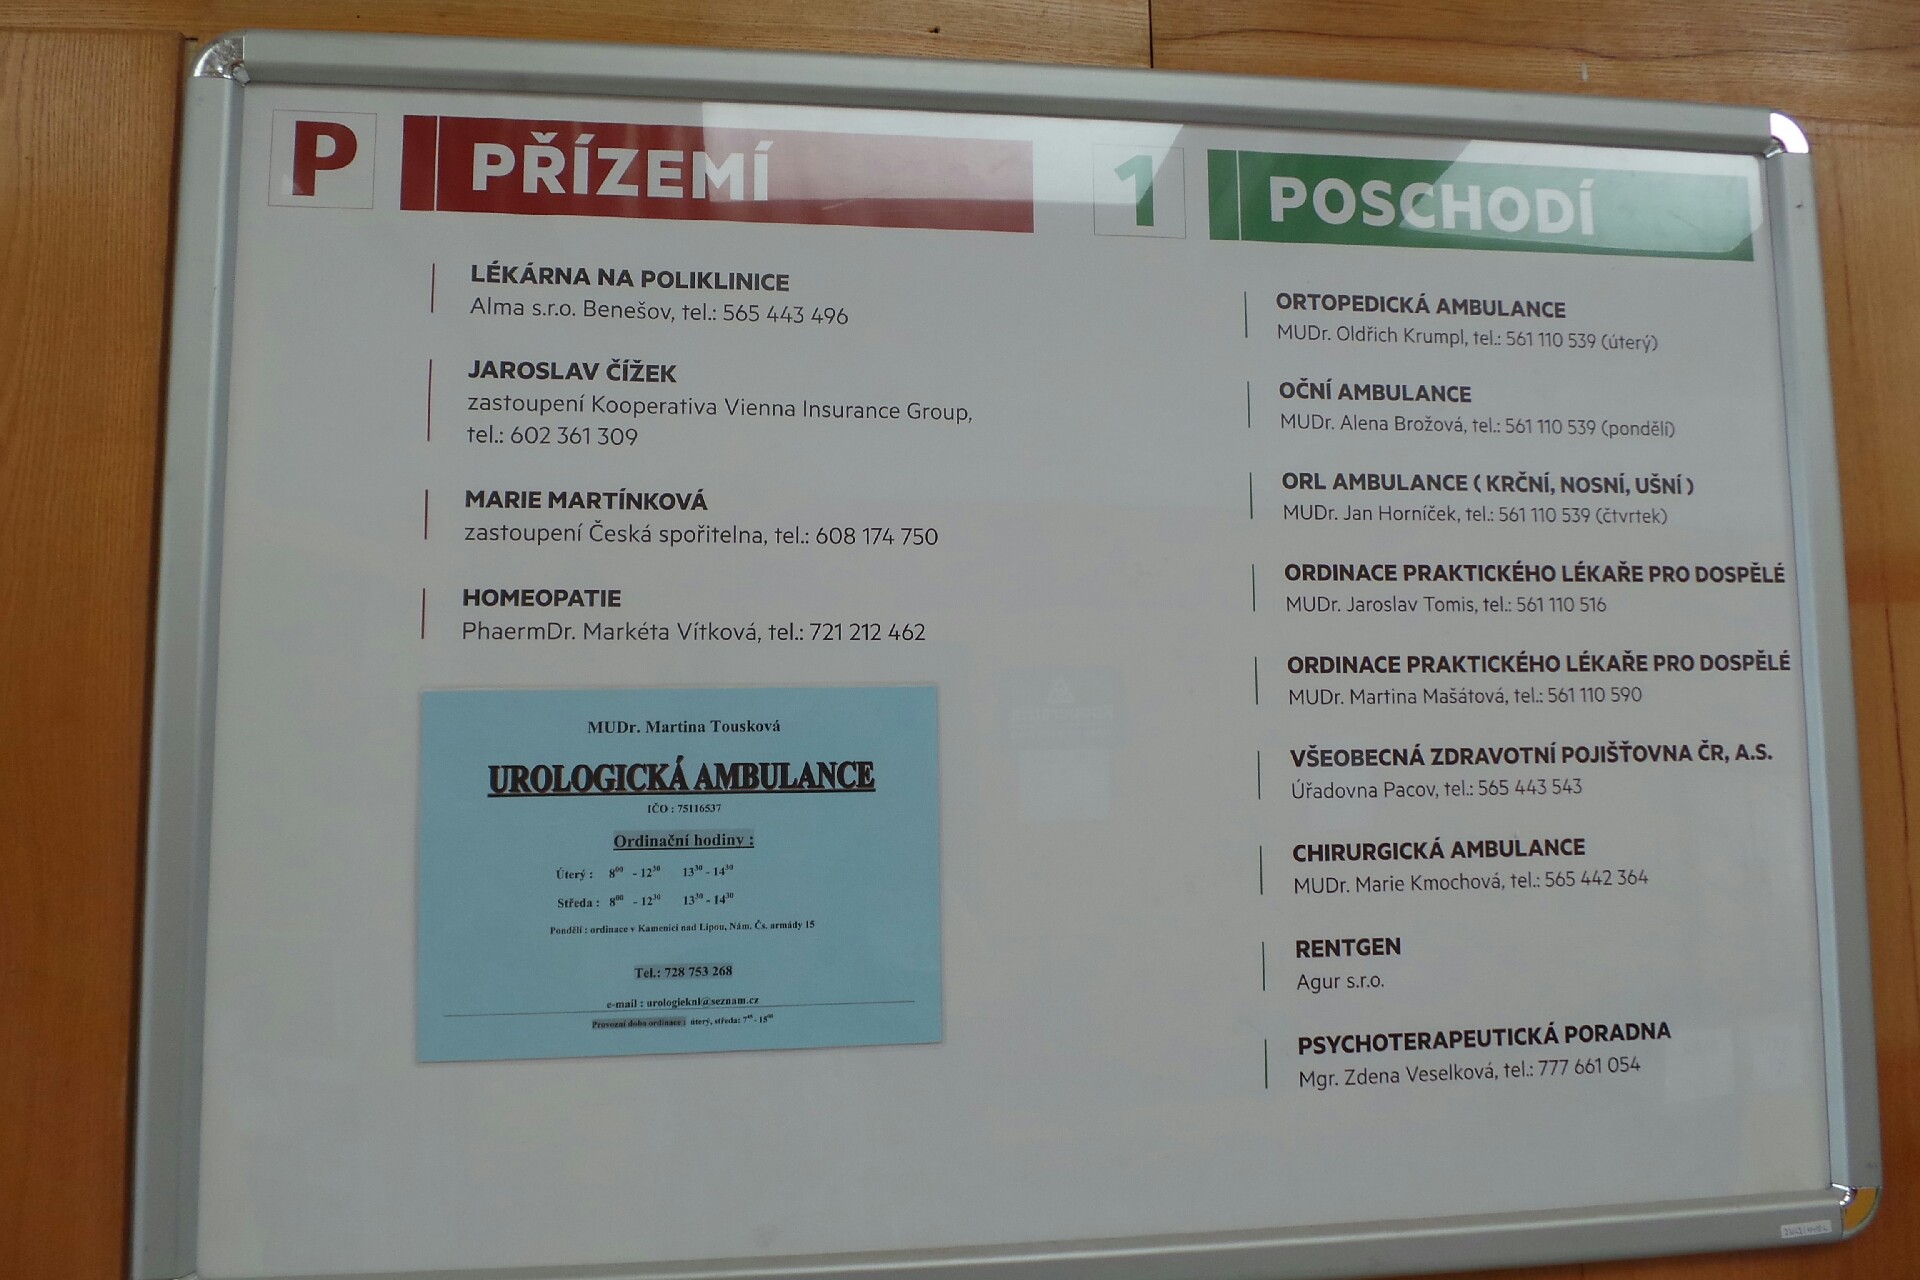 P PŘÍZEMÍ
LÉKÁRNA NA POLIKLINICE
Alma s.r.o. Benešov, tel.: 565 443 496
JAROSLAV ČÍŽEK
zastoupení Kooperativa Vienna Insurance Group,
tel.: 602 361 309
MARIE MARTÍNKOVÁ
zastoupení Česká spořitelna, tel.: 608 174 750
HOMEOPATIE
PhaermDr. Markéta Vítková, tel.: 721 212 462
MUDr. Martina Tousková
UROLOGICKÁ AMBULANCE
IČO : 75116537
Ordinační hodiny :
Úterý : 8⁰⁰ - 12³⁰ 13³⁰ - 14³⁰
Středa : 8⁰⁰ - 12³⁰ 13³⁰ - 14³⁰
Pondělí : ordinace v Kamenici nad Lipou, Nám. Čs. armády 15
Tel.: 728 753 268
e-mail : urologieknl@seznam.cz
Provozní doba ordinace : úterý, středa:
1 POSCHODÍ
ORTOPEDICKÁ AMBULANCE
MUDr. Oldřich Krumpl, tel.: 561 110 539 (úterý)
OČNÍ AMBULANCE
MUDr. Alena Brožová, tel.: 561 110 539 (pondělí)
ORL AMBULANCE ( KRČNÍ, NOSNÍ, UŠNÍ )
MUDr. Jan Horníček, tel.: 561 110 539 (čtvrtek)
ORDINACE PRAKTICKÉHO LÉKAŘE PRO DOSPĚLÉ
MUDr. Jaroslav Tomis, tel.: 561 110 516
ORDINACE PRAKTICKÉHO LÉKAŘE PRO DOSPĚLÉ
MUDr. Martina Mašátová, tel.: 561 110 590
VŠEOBECNÁ ZDRAVOTNÍ POJIŠŤOVNA ČR, A.S.
Úřadovna Pacov, tel.: 565 443 543
CHIRURGICKÁ AMBULANCE
MUDr. Marie Kmochová, tel.: 565 442 364
RENTGEN
Agur s.r.o.
PSYCHOTERAPEUTICKÁ PORADNA
Mgr. Zdena Veselková, tel.: 777 661 054